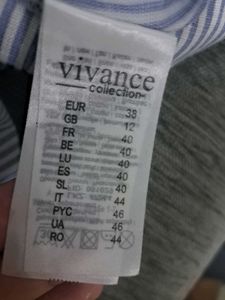 vivance
collection
EUR 38
GB 12
FR 40
BE 40
LU 40
ES 40
SL 40
IT 44
PYC 46
UA 46
RO 44